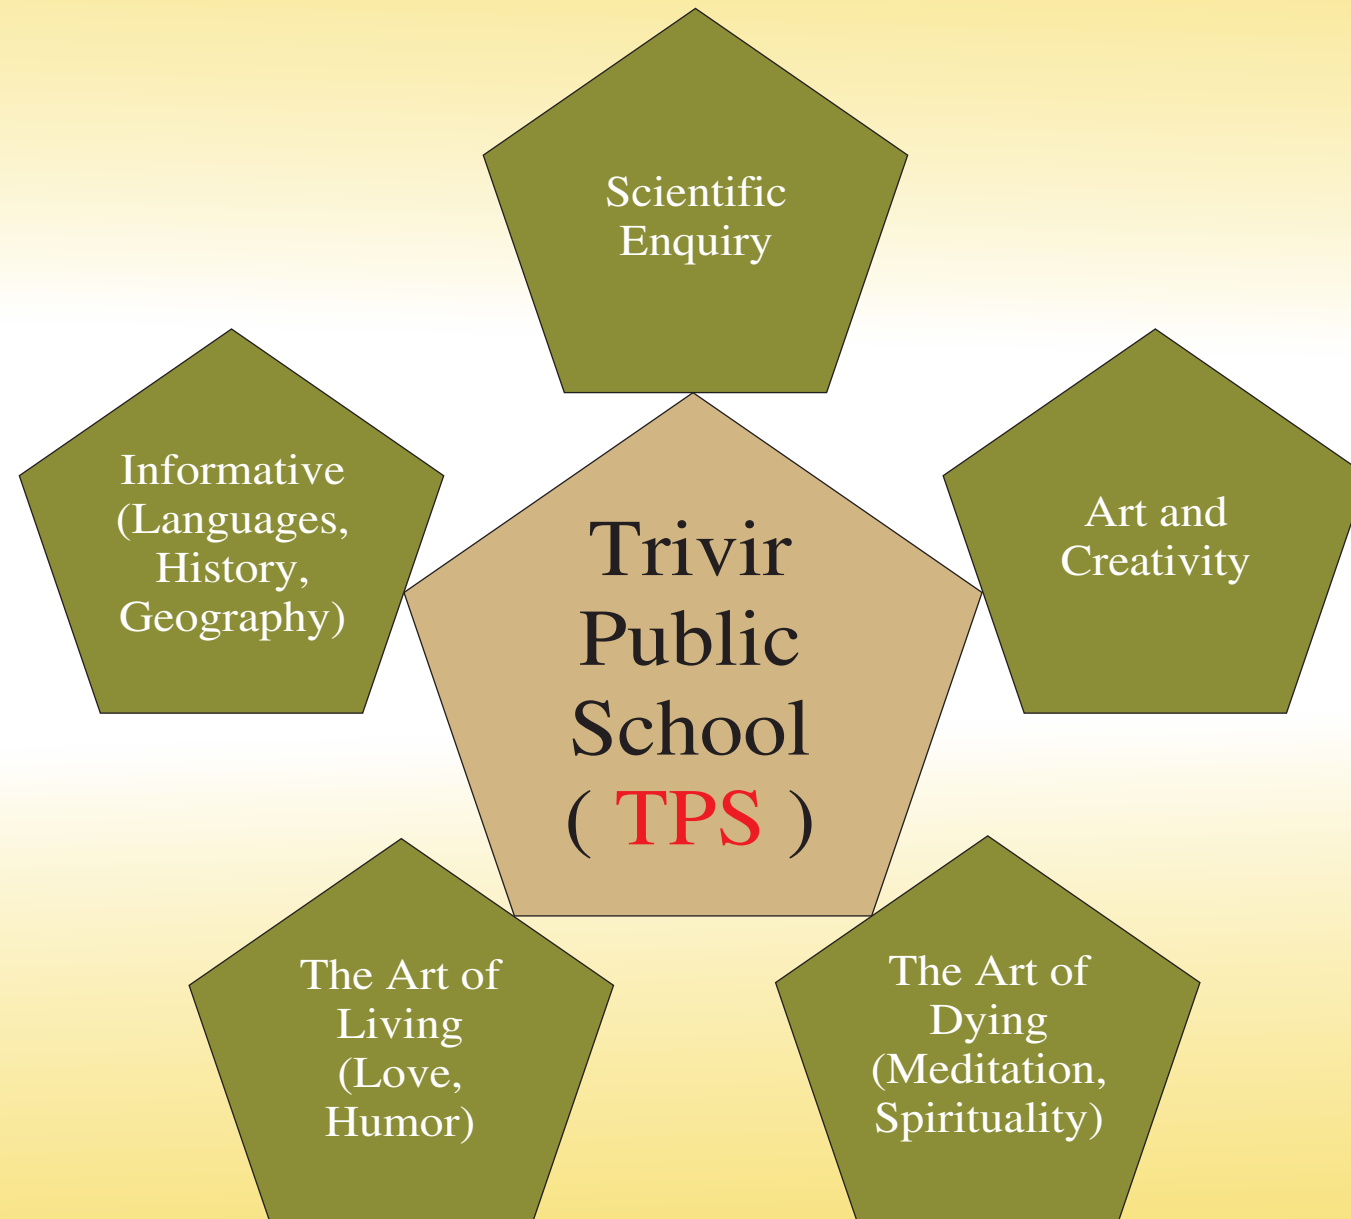 Scientific
Enquiry
Informative
(Languages,
History,
Geography)
Art and
Creativity
Trivir
Public
School
( TPS )
The Art of
Living
(Love,
Humor)
The Art of
Dying
(Meditation,
Spirituality)